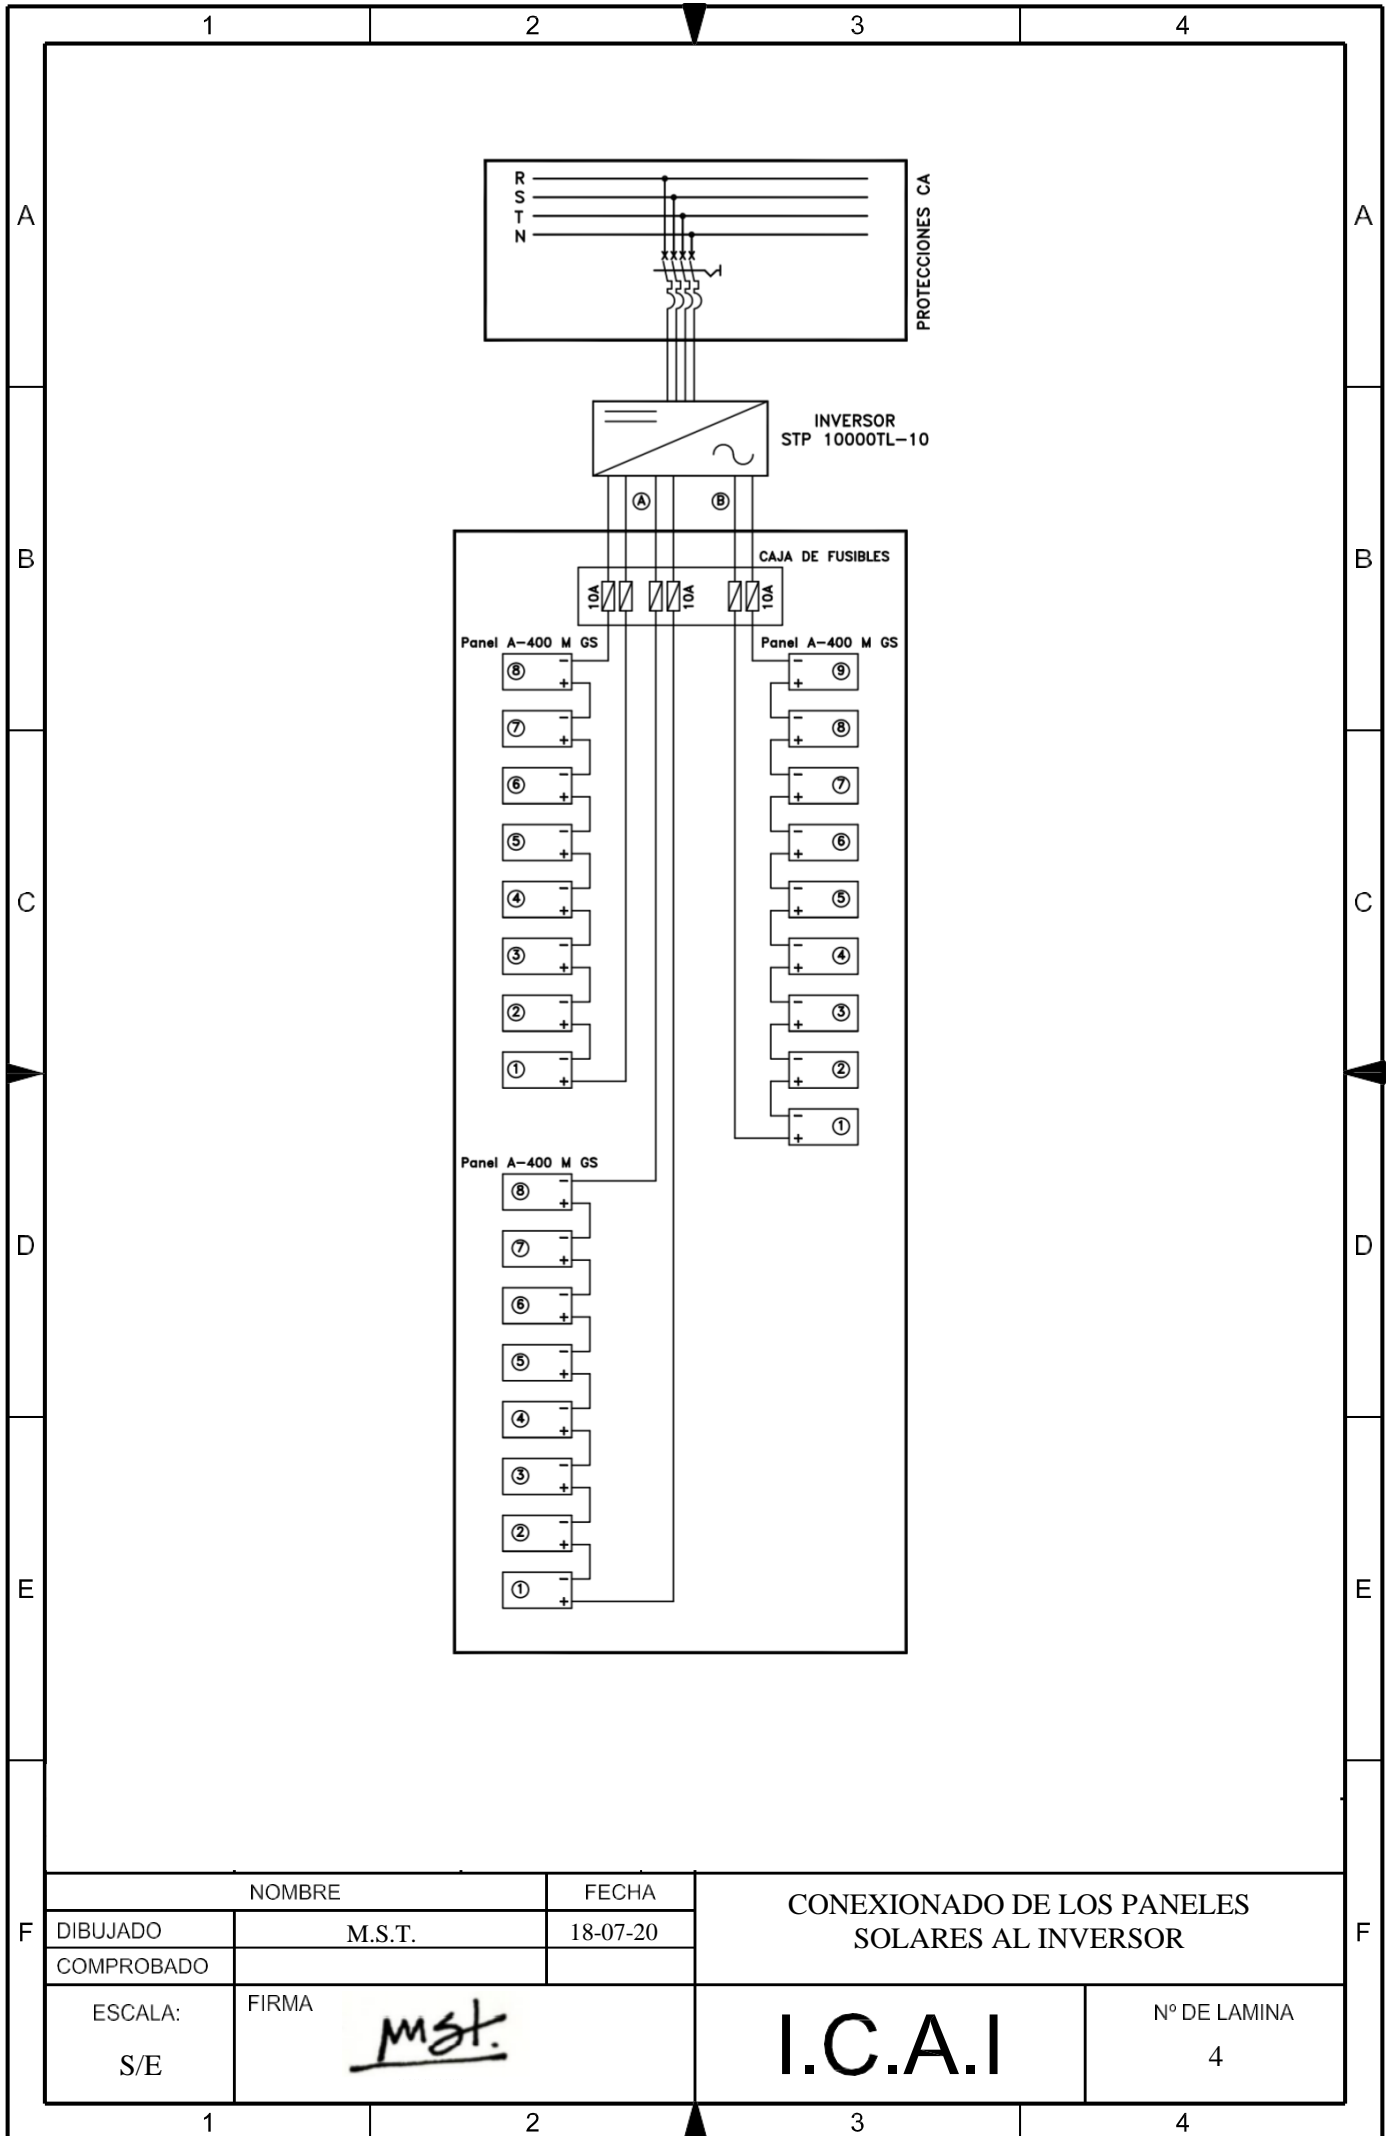 1 2 3 4
A A
R
S
T
N
PROTECCIONES CA
INVERSOR
STP 10000TL-10
A B
B B
CAJA DE FUSIBLES
10A 10A 10A
Panel A-400 M GS Panel A-400 M GS
8 - + - + 9
7 - + - + 8
6 - + - + 7
5 - + - + 6
C C
4 - + - + 5
3 - + - + 4
2 - + - + 3
1 - + - + 2
- + 1
Panel A-400 M GS
8 - +
D D
7 - +
6 - +
5 - +
4 - +
3 - +
2 - +
E E
1 - +
F F
NOMBRE FECHA
DIBUJADO M.S.T. 18-07-20
COMPROBADO
CONEXIONADO DE LOS PANELES
SOLARES AL INVERSOR
ESCALA:
S/E
FIRMA
mst.
I.C.A.I
Nº DE LAMINA
4
1 2 3 4